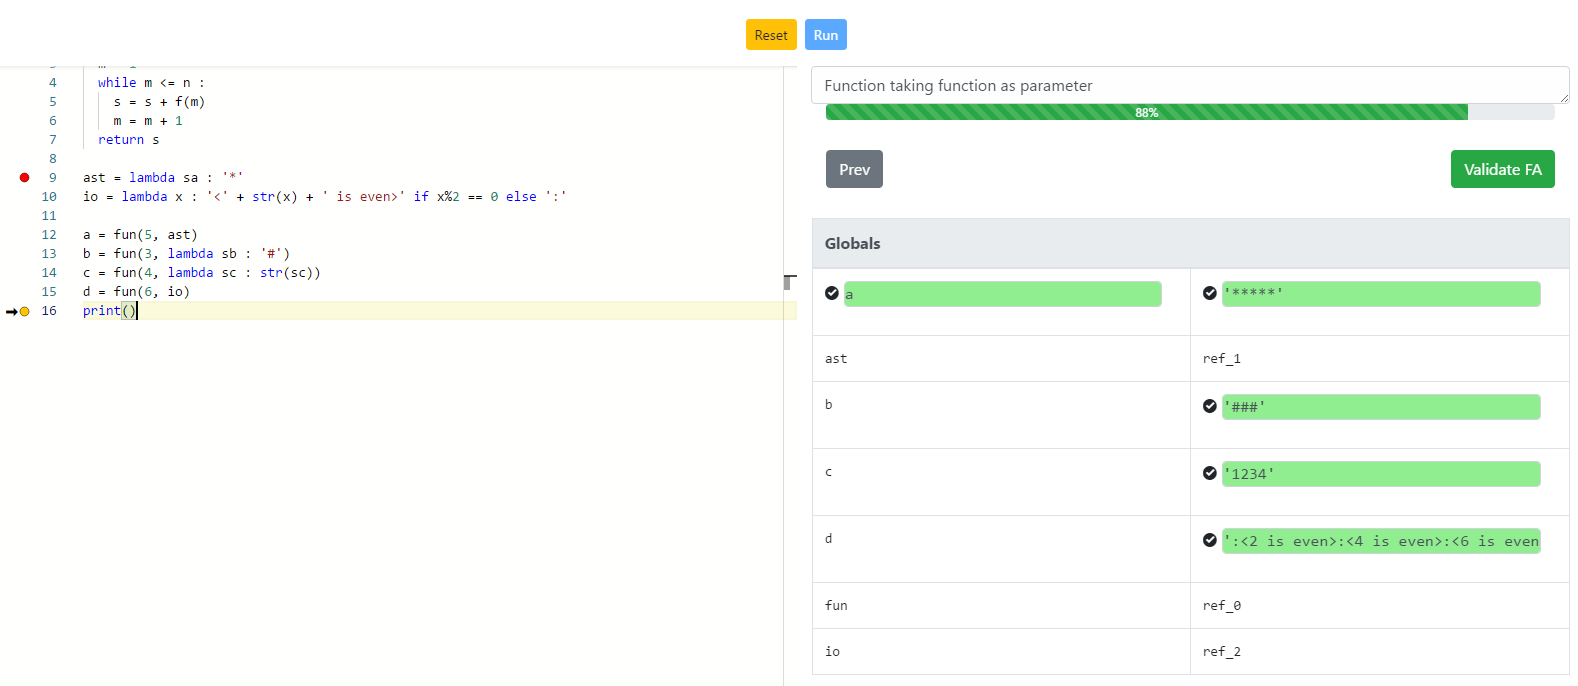 Reset Run
4 while m <= n :
5 s = s + f(m)
6 m = m + 1
7 return s
8
9 ast = lambda sa : '*'
10 io = lambda x : '<' + str(x) + ' is even>' if x%2 == 0 else ':'
11
12 a = fun(5, ast)
13 b = fun(3, lambda sb : '#')
14 c = fun(4, lambda sc : str(sc))
15 d = fun(6, io)
16 print()
Function taking function as parameter
88%
Prev Validate FA
Globals
a '*****'
ast ref_1
b '###'
c '1234'
d ':<2 is even>:<4 is even>:<6 is even
fun ref_0
io ref_2